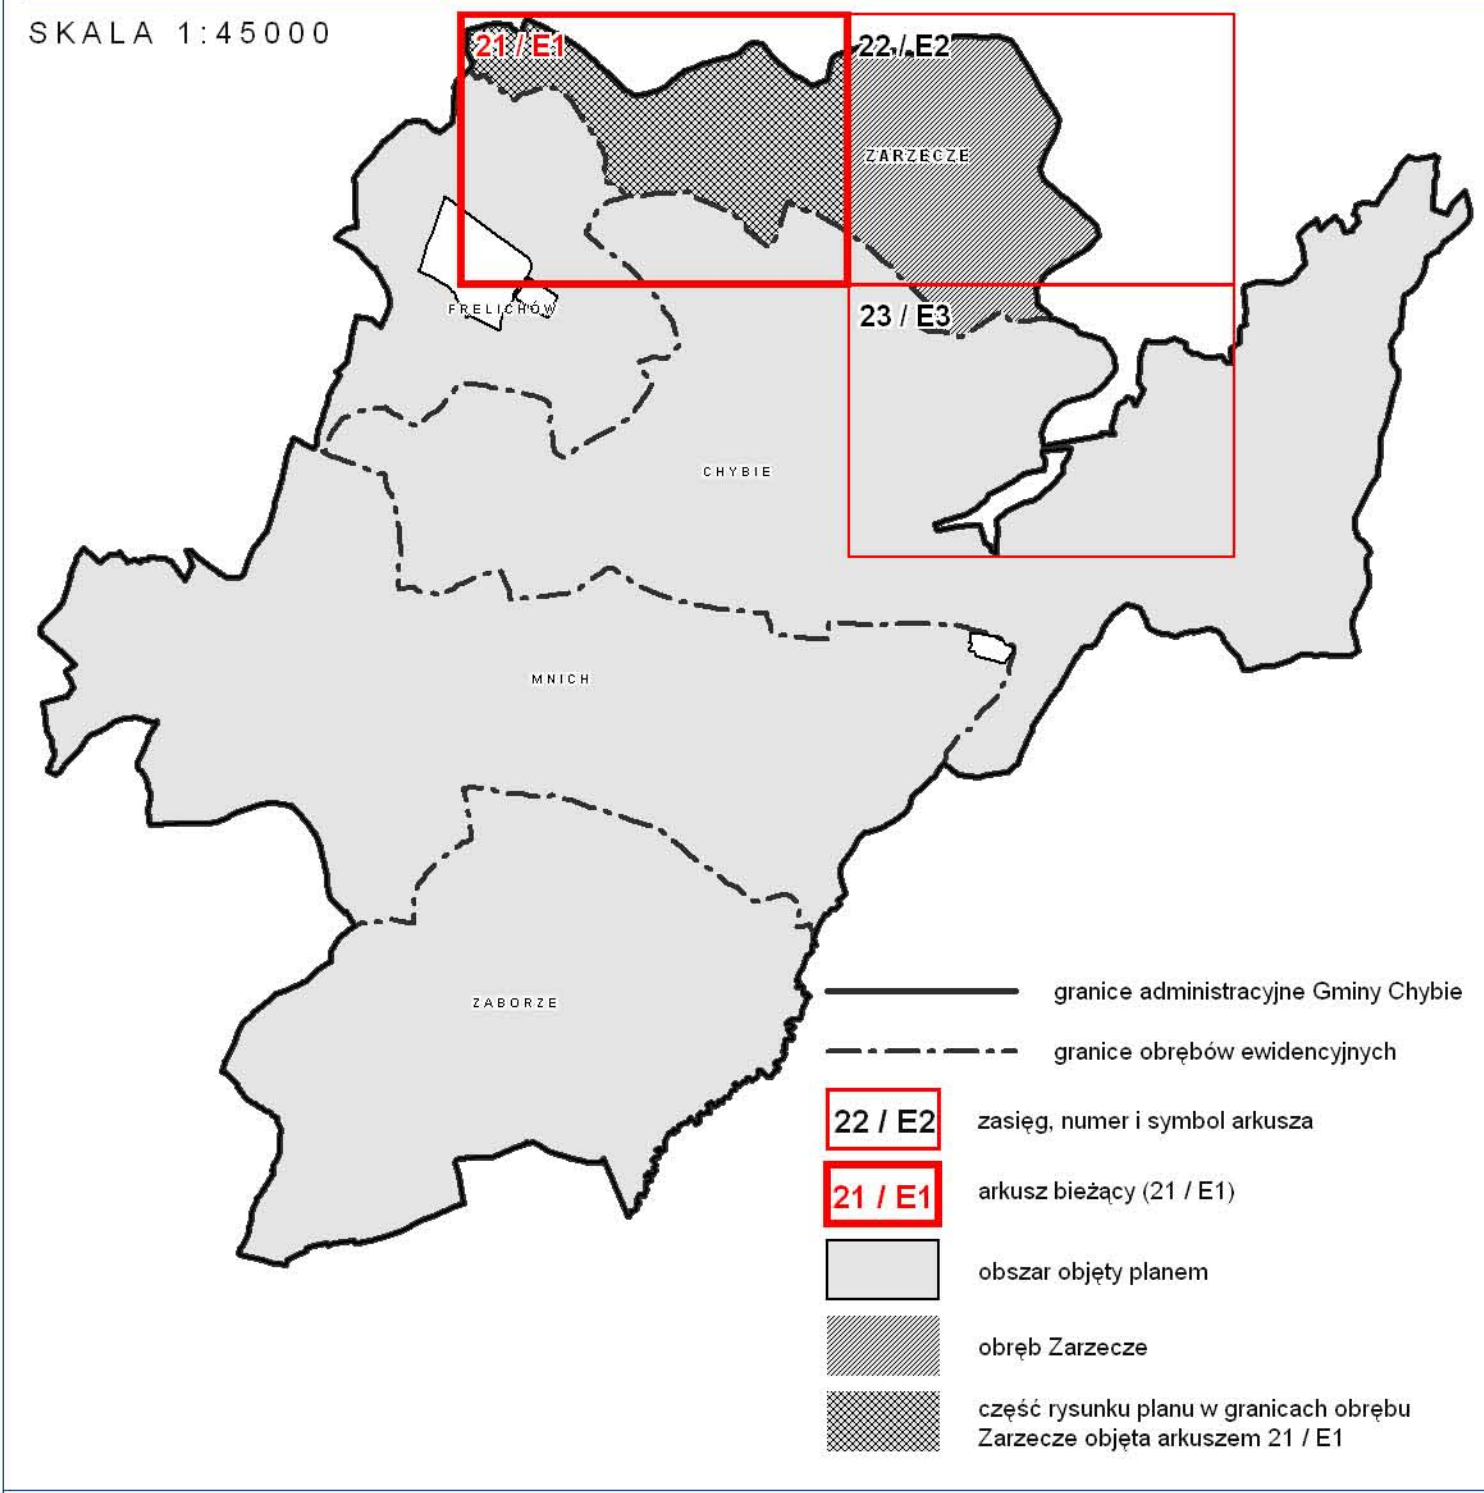 SKALA 1:45000
21 / E1
22 / E2
ZARZECZE
FRELICHÓW
23 / E3
CHYBIE
MNICH
ZABORZE
granice administracyjne Gminy Chybie
granice obrębów ewidencyjnych
22 / E2 zasięg, numer i symbol arkusza
21 / E1 arkusz bieżący (21 / E1)
obszar objęty planem
obręb Zarzecze
część rysunku planu w granicach obrębu
Zarzecze objęta arkuszem 21 / E1